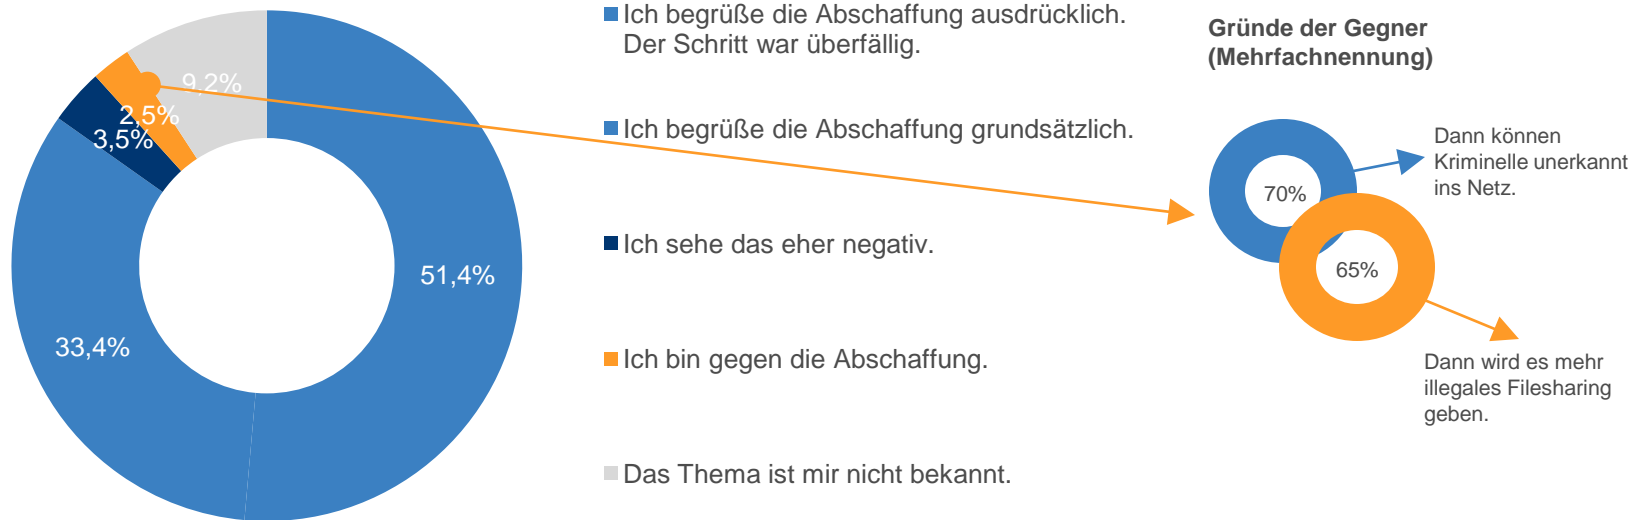 Ich begrüße die Abschaffung ausdrücklich.
Der Schritt war überfällig.
Ich begrüße die Abschaffung grundsätzlich.
Ich sehe das eher negativ.
Ich bin gegen die Abschaffung.
Das Thema ist mir nicht bekannt.
9,2%
2,5%
3,5%
51,4%
33,4%
Gründe der Gegner
(Mehrfachnennung)
70%
Dann können
Kriminelle unerkannt
ins Netz.
65%
Dann wird es mehr
illegales Filesharing
geben.